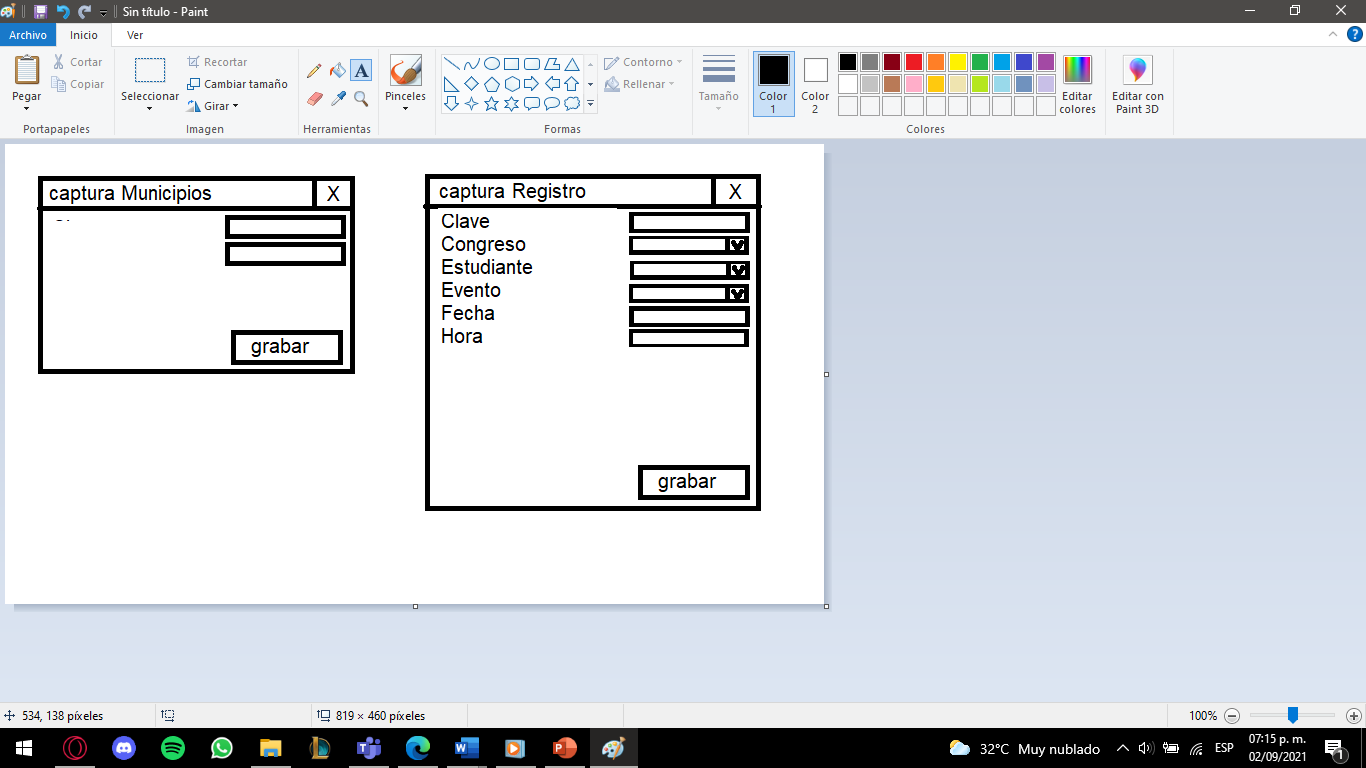 Sin título - Paint
Archivo Inicio Ver
Pegar
Cortar
Copiar
Portapapeles
Seleccionar
Recortar
Cambiar tamaño
Girar
Imagen
A
Herramientas
Pinceles
Contorno
Rellenar
Formas
Tamaño
Color
1
Color
2
Editar
colores
Colores
Editar con
Paint 3D
captura Municipios X
grabar
captura Registro X
Clave
Congreso
Estudiante
Evento
Fecha
Hora
grabar
534, 138 píxeles
819 × 460 píxeles
100%
32°C Muy nublado
ESP
07:15 p. m.
02/09/2021
1